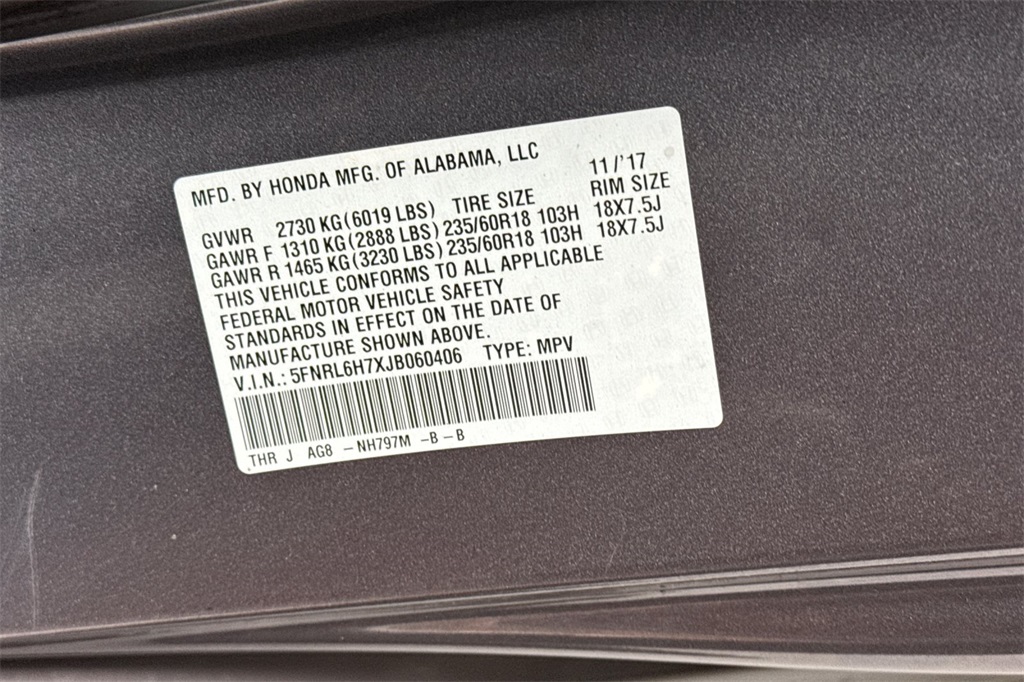 MFD. BY HONDA MFG. OF ALABAMA, LLC 11/'17
GVWR 2730 KG(6019 LBS) TIRE SIZE RIM SIZE
GAWR F 1310 KG(2888 LBS) 235/60R18 103H 18X7.5J
GAWR R 1465 KG(3230 LBS) 235/60R18 103H 18X7.5J
THIS VEHICLE CONFORMS TO ALL APPLICABLE
FEDERAL MOTOR VEHICLE SAFETY
STANDARDS IN EFFECT ON THE DATE OF
MANUFACTURE SHOWN ABOVE.
V.I.N.: 5FNRL6H7XJB060406 TYPE: MPV
THR J AG8 -NH797M -B-B